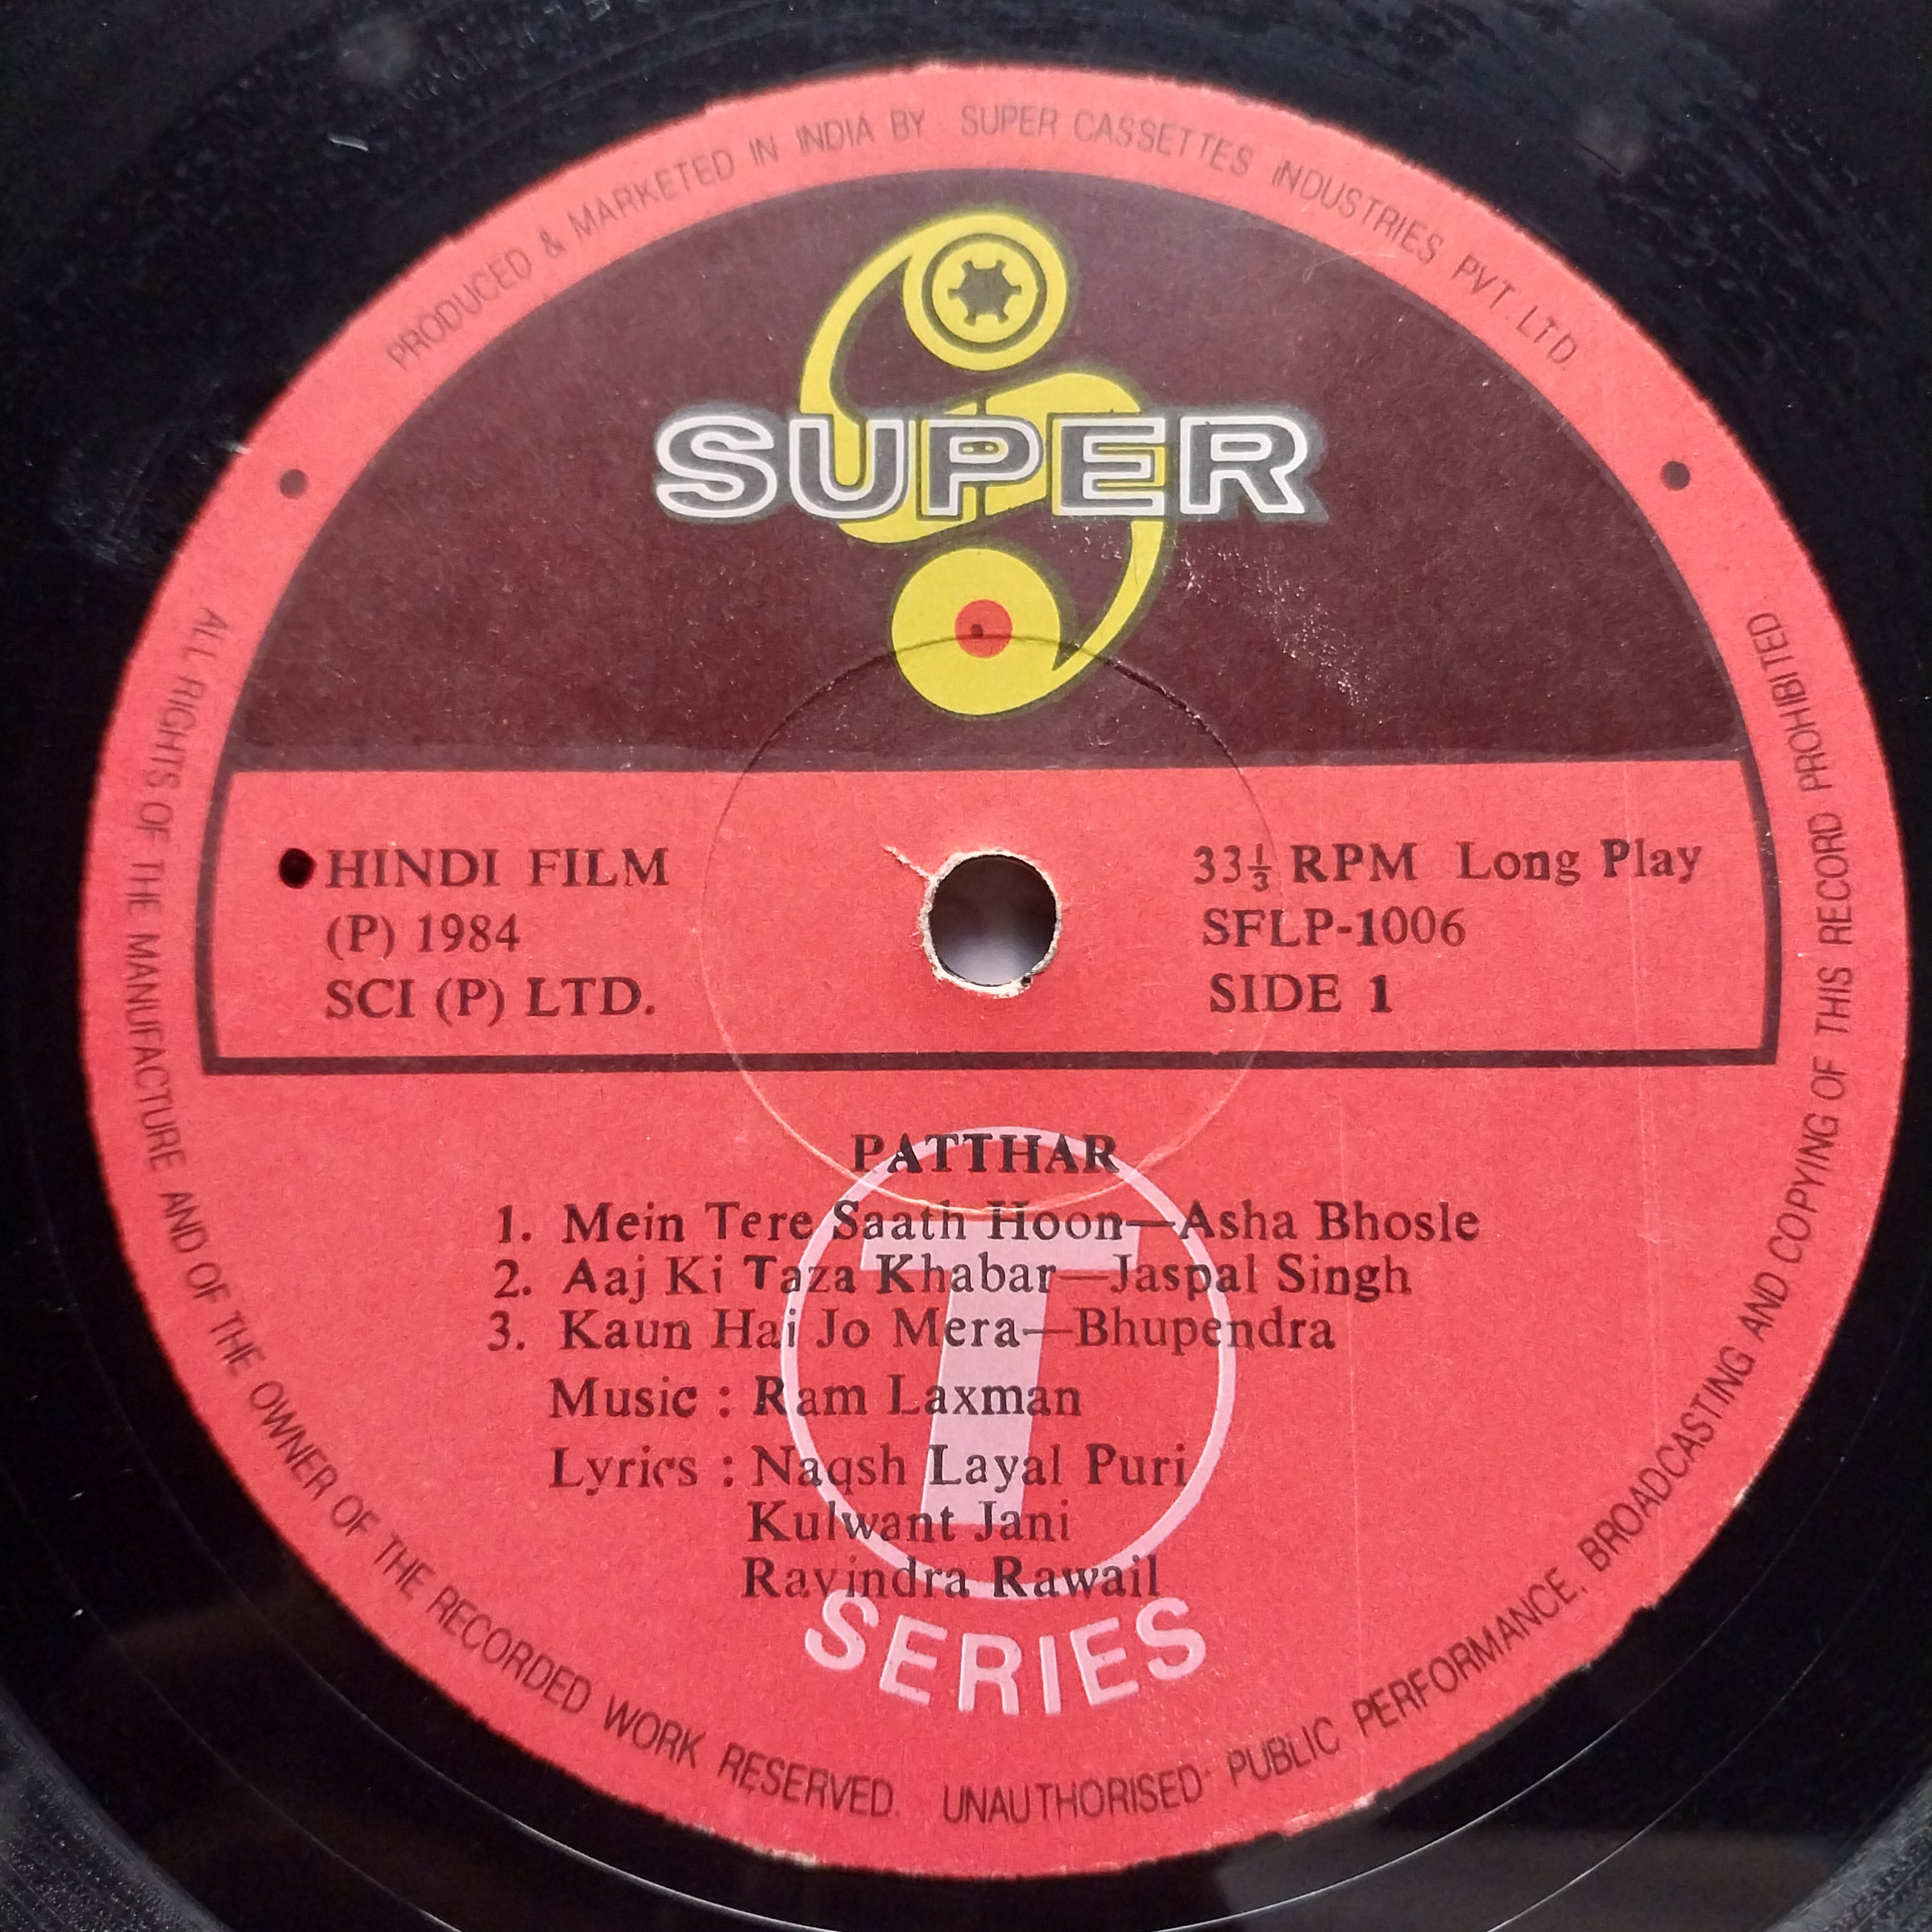 PRODUCED & MARKETED IN INDIA BY SUPER CASSETTES INDUSTRIES PVT. LTD.
SUPER
HINDI FILM
(P) 1984
SCI (P) LTD.
33⅓ RPM Long Play
SFLP-1006
SIDE 1
PATTHAR
1. Mein Tere Saath Hoon—Asha Bhosle
2. Aaj Ki Taza Khabar—Jaspal Singh
3. Kaun Hai Jo Mera—Bhupendra
Music : Ram Laxman
Lyrics : Naqsh Layal Puri
Kulwant Jani
Ravindra Rawail
T
SERIES
ALL RIGHTS OF THE MANUFACTURE AND OF THE OWNER OF THE RECORDED WORK RESERVED. UNAUTHORISED PUBLIC PERFORMANCE, BROADCASTING AND COPYING OF THIS RECORD PROHIBITED.